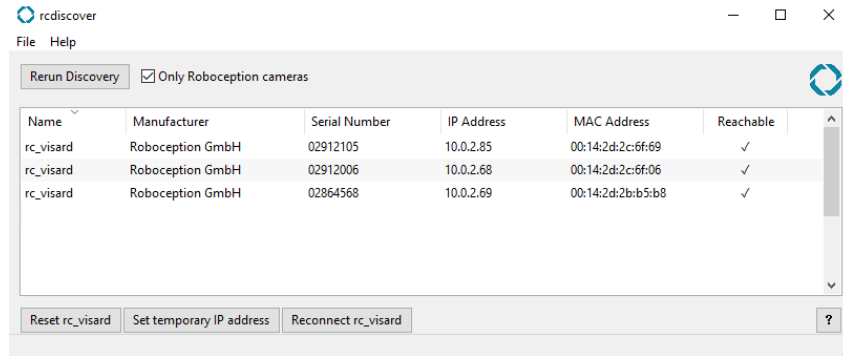 rcdiscover
File Help
Rerun Discovery Only Roboception cameras
Name Manufacturer Serial Number IP Address MAC Address Reachable
rc_visard Roboception GmbH 02912105 10.0.2.85 00:14:2d:2c:6f:69 ✓
rc_visard Roboception GmbH 02912006 10.0.2.68 00:14:2d:2c:6f:06 ✓
rc_visard Roboception GmbH 02864568 10.0.2.69 00:14:2d:2b:b5:b8 ✓
Reset rc_visard Set temporary IP address Reconnect rc_visard ?